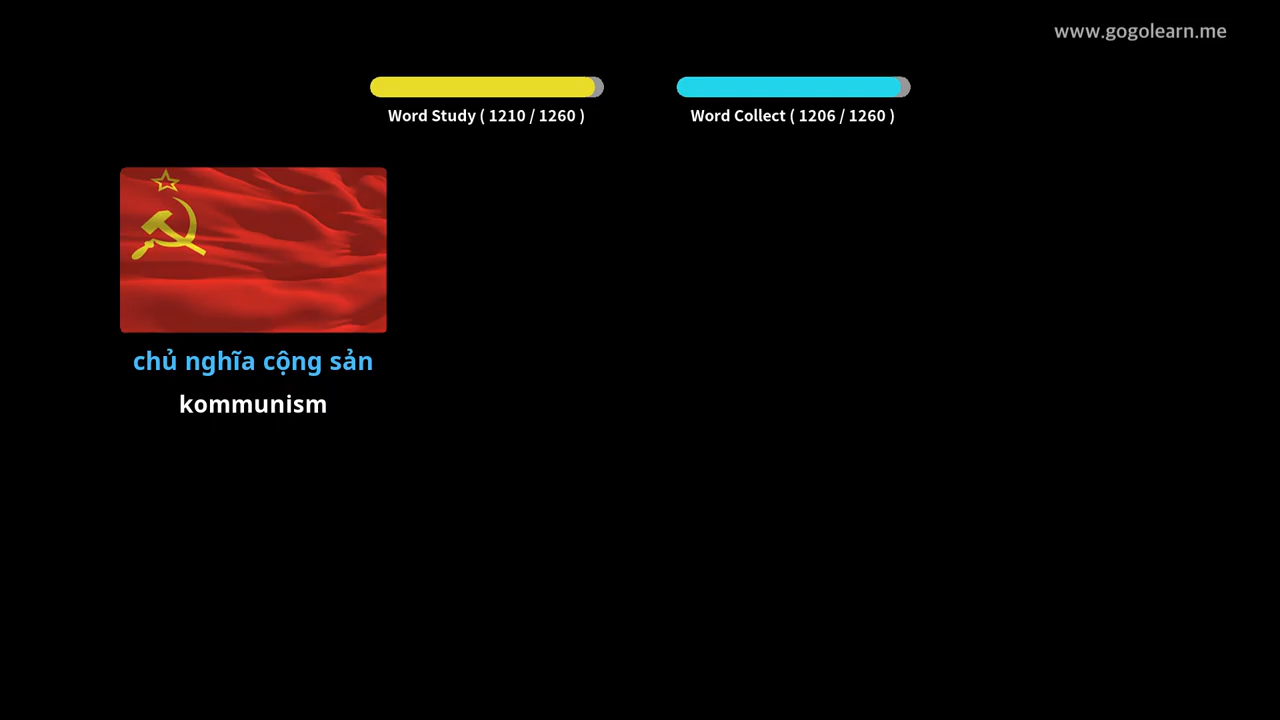 www.gogolearn.me
Word Study ( 1210 / 1260 )
Word Collect ( 1206 / 1260 )
chủ nghĩa cộng sản
kommunism